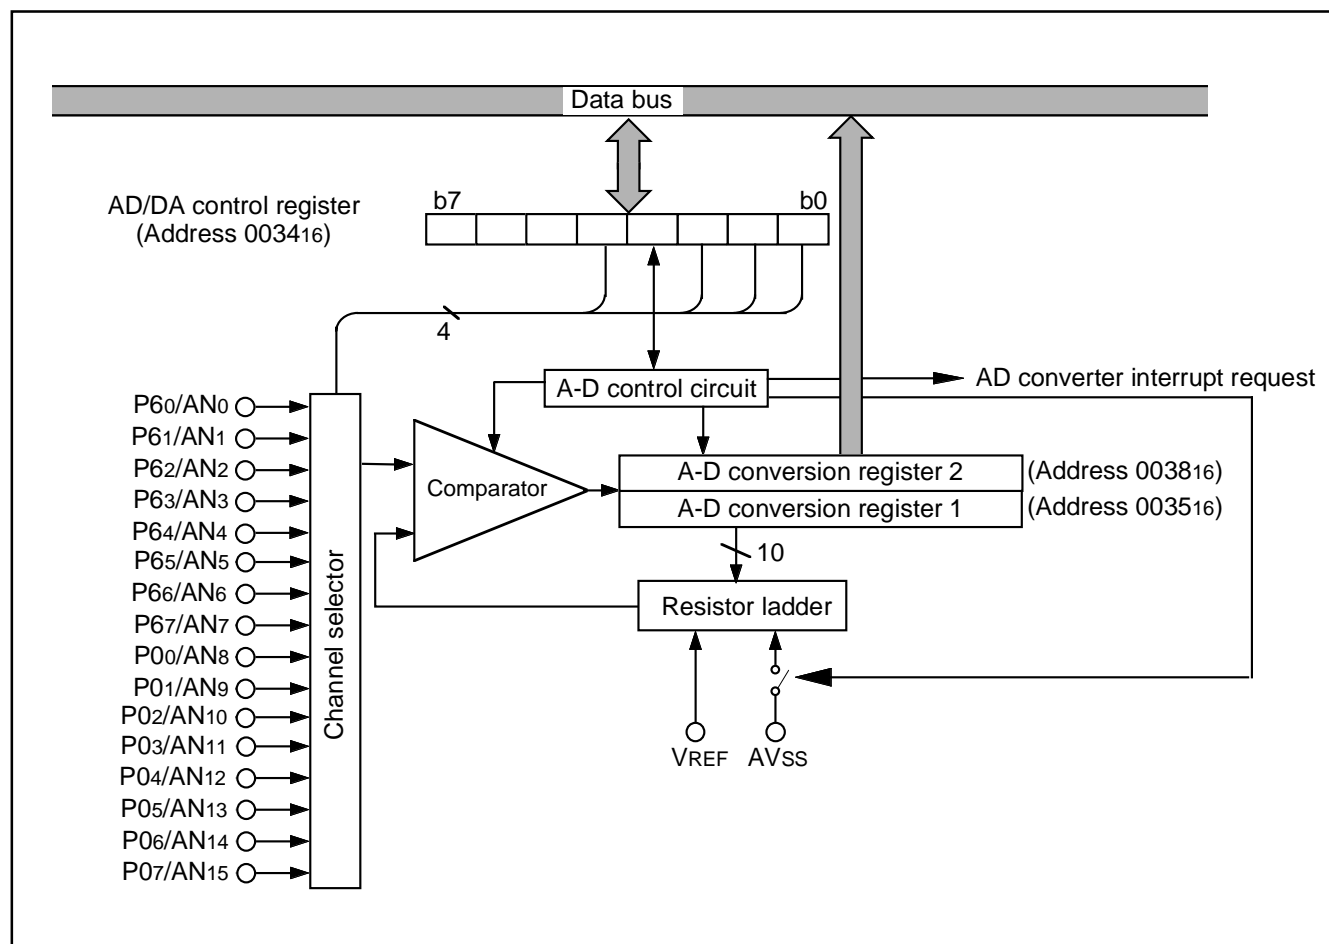 Data bus
b7 b0
AD/DA control register
(Address 003416)
4
A-D control circuit
AD converter interrupt request
P60/AN0
P61/AN1
P62/AN2
P63/AN3
P64/AN4
P65/AN5
P66/AN6
P67/AN7
P00/AN8
P01/AN9
P02/AN10
P03/AN11
P04/AN12
P05/AN13
P06/AN14
P07/AN15
Channel selector
Comparator
A-D conversion register 2 (Address 003816)
A-D conversion register 1 (Address 003516)
10
Resistor ladder
VREF AVSS